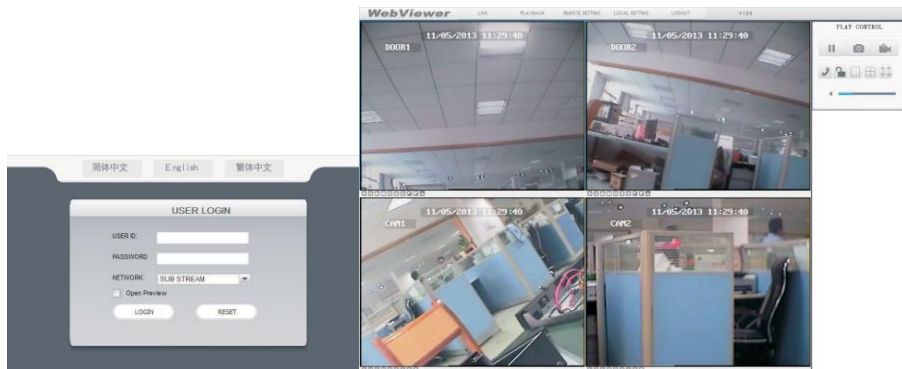 WebViewer LIVE PLAYBACK REMOTE SETTING LOCAL SETTING LOGOUT
PLAY CONTROL
11/05/2013 11:29:40
DOOR1
11/05/2013 11:29:40
DOOR2
11/05/2013 11:29:40
CAM1
11/05/2013 11:29:40
CAM2
简体中文 English 繁体中文
USER LOGIN
USER ID:
PASSWORD
NETWORK: SUB STREAM
Open Preview
LOGIN RESET